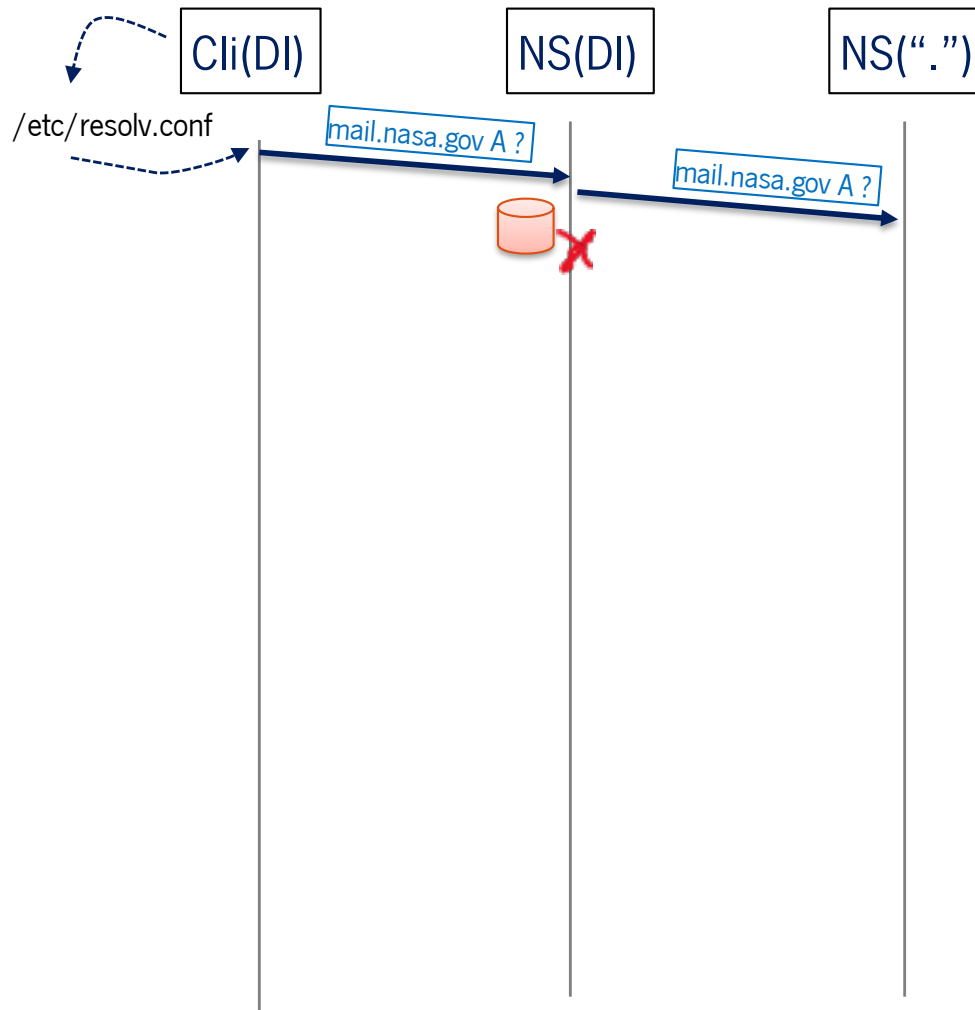 Cli(DI)
NS(DI)
NS(“.”)
/etc/resolv.conf
mail.nasa.gov A ?
mail.nasa.gov A ?